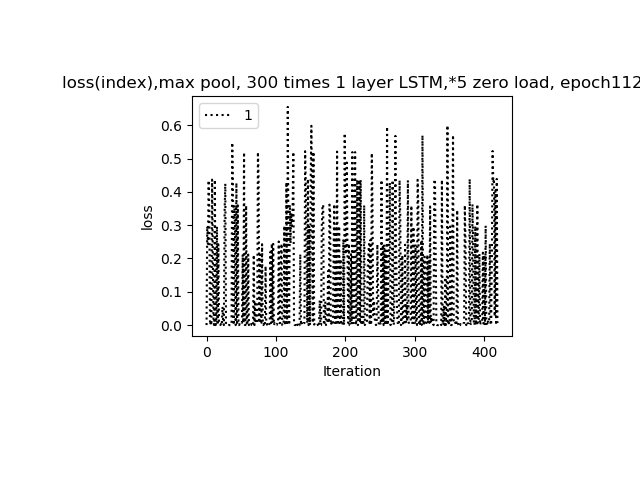 loss(index),max pool, 300 times 1 layer LSTM,*5 zero load, epoch112
1
loss
0.6
0.5
0.4
0.3
0.2
0.1
0.0
0 100 200 300 400
Iteration